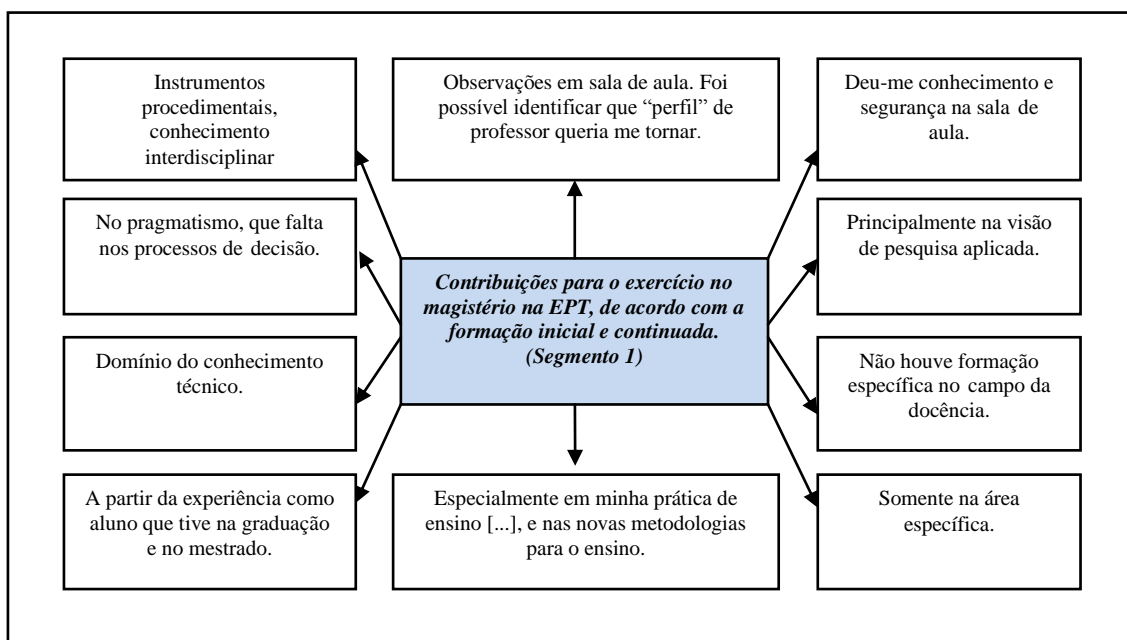 Instrumentos
procedimentais,
conhecimento
interdisciplinar
Observações em sala de aula. Foi
possível identificar que “perfil” de
professor queria me tornar.
Deu-me conhecimento e
segurança na sala de
aula.
No pragmatismo, que falta
nos processos de decisão.
Principalmente na visão
de pesquisa aplicada.
Contribuições para o exercício no
magistério na EPT, de acordo com a
formação inicial e continuada.
(Segmento 1)
Domínio do conhecimento
técnico.
Não houve formação
específica no campo da
docência.
A partir da experiência como
aluno que tive na graduação
e no mestrado.
Especialmente em minha prática de
ensino [...], e nas novas metodologias
para o ensino.
Somente na área
específica.